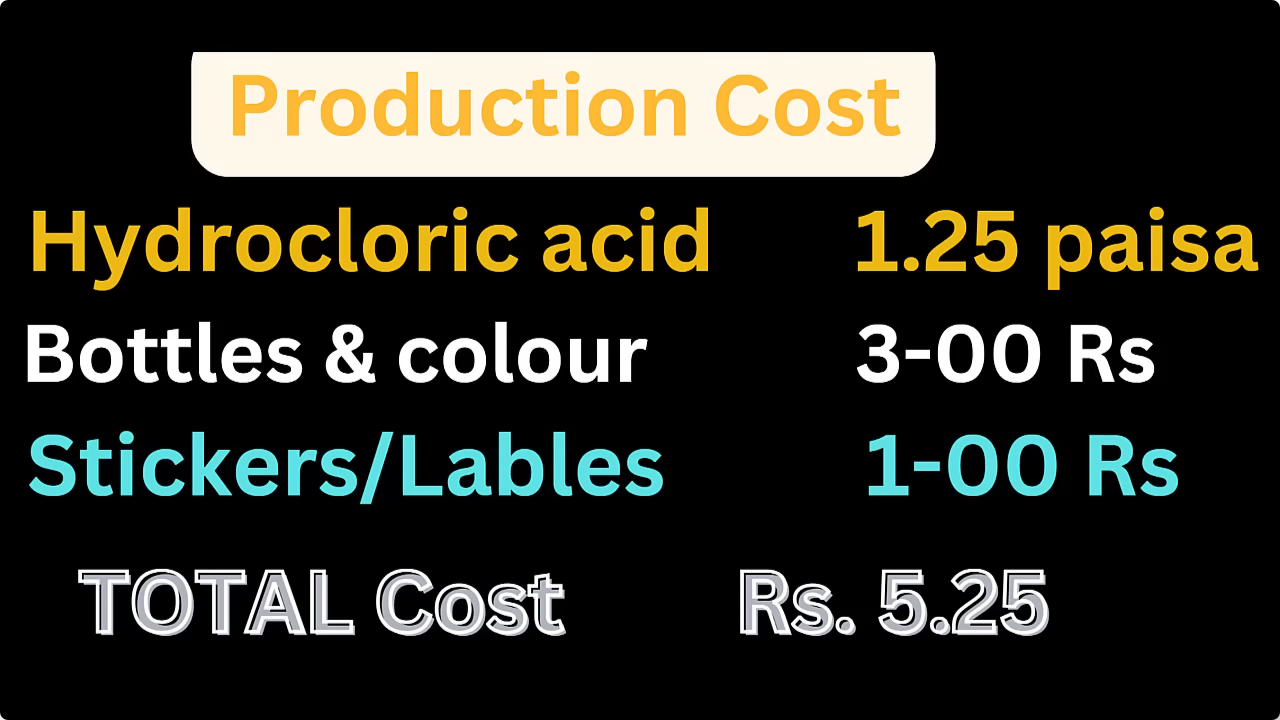 Production Cost
Hydrocloric acid 1.25 paisa
Bottles & colour 3-00 Rs
Stickers/Lables 1-00 Rs
TOTAL Cost Rs. 5.25